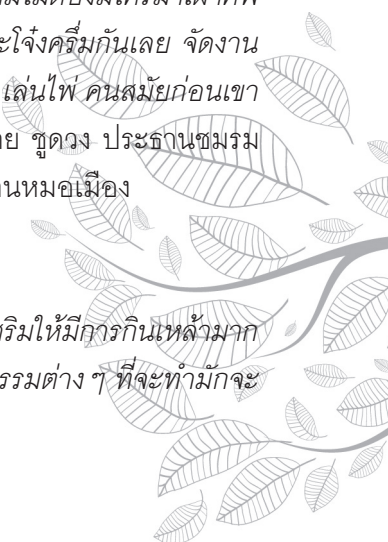 ะโจ๋งครึ่มกันเลย จัดงาน
เล่นไพ่ คนสมัยก่อนเขา
าย ชูดวง ประธานชมรม
านหมอเมือง
สริมให้มีการกินเหล้ามาก
รรมต่าง ๆ ที่จะทำมักจะ